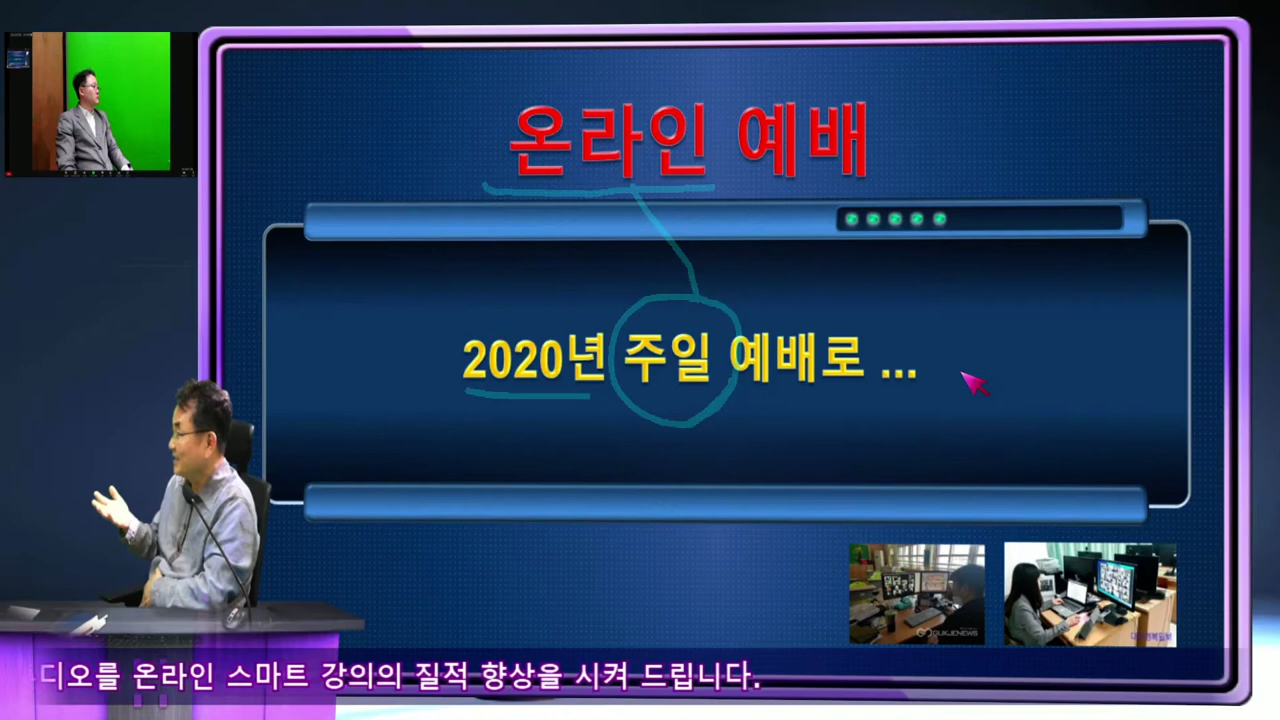 온라인 예배
2020년 주일 예배로 ...
디오를 온라인 스마트 강의의 질적 향상을 시켜 드립니다.